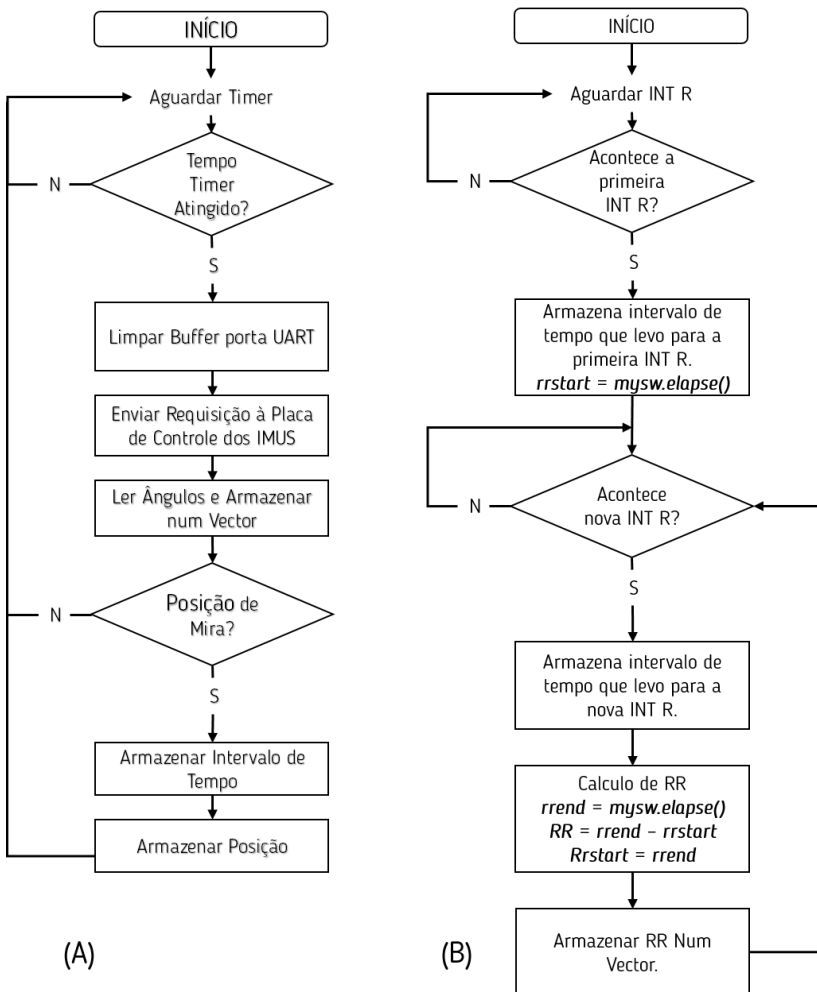 INÍCIO
Aguardar Timer
Tempo
Timer
Atingido?
N
S
Limpar Buffer porta UART
Enviar Requisição à Placa
de Controle dos IMUS
Ler Ângulos e Armazenar
num Vector
Posição de
Mira?
N
S
Armazenar Intervalo de
Tempo
Armazenar Posição
(A)
INÍCIO
Aguardar INT R
Acontece a
primeira
INT R?
N
S
Armazena intervalo de
tempo que levo para a
primeira INT R.
rrstart = mysw.elapse()
Acontece
nova INT R?
N
S
Armazena intervalo de
tempo que levo para a
nova INT R.
Calculo de RR
rrend = mysw.elapse()
RR = rrend – rrstart
Rrstart = rrend
Armazenar RR Num
Vector.
(B)